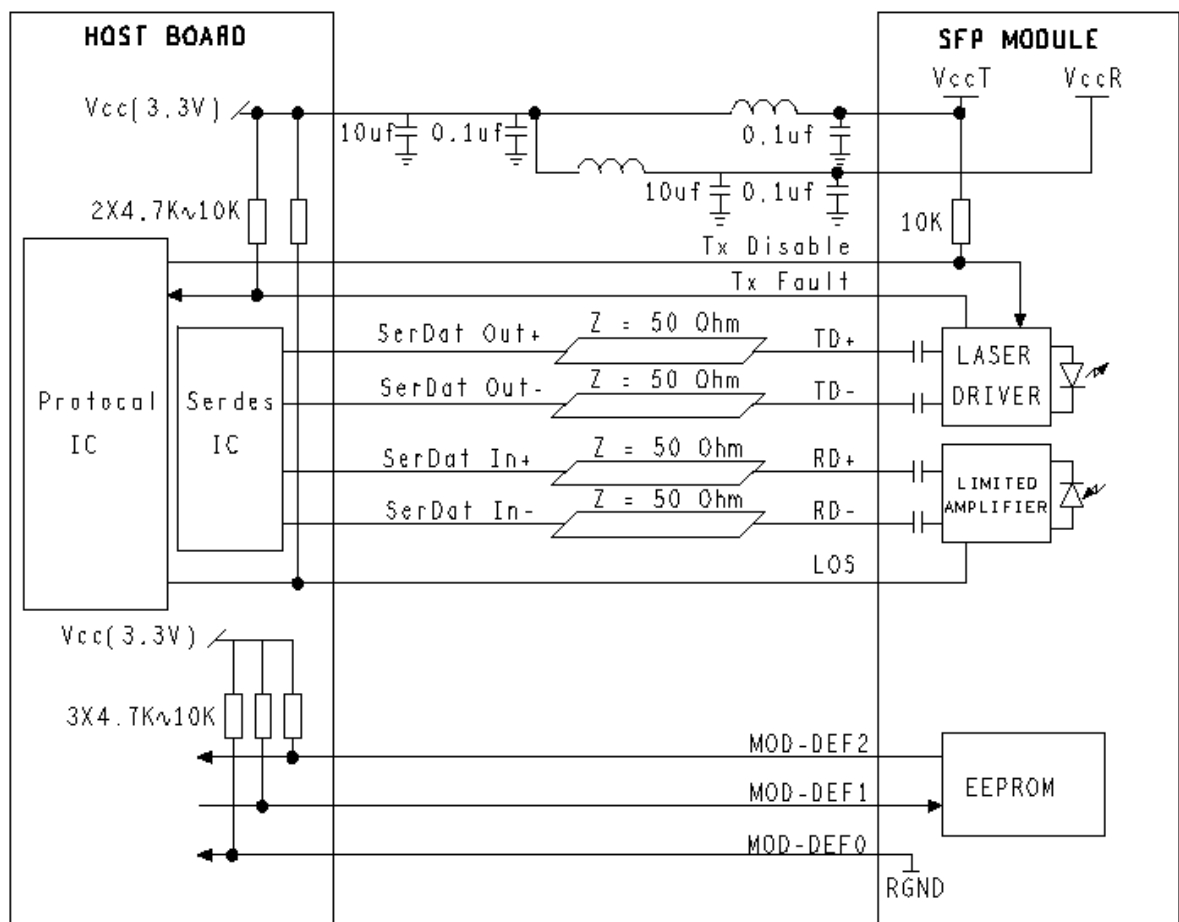 HOST BOARD
SFP MODULE
VccT
VccR
Vcc(3.3V)
10uf
0.1uf
0.1uf
10uf
0.1uf
2X4.7K∿10K
10K
Tx Disable
Tx Fault
SerDat Out+
Z = 50 Ohm
TD+
LASER
DRIVER
SerDat Out-
Z = 50 Ohm
TD-
Protocal
IC
Serdes
IC
SerDat In+
Z = 50 Ohm
RD+
LIMITED
AMPLIFIER
SerDat In-
Z = 50 Ohm
RD-
LOS
Vcc(3.3V)
3X4.7K∿10K
MOD-DEF2
MOD-DEF1
EEPROM
MOD-DEF0
RGND